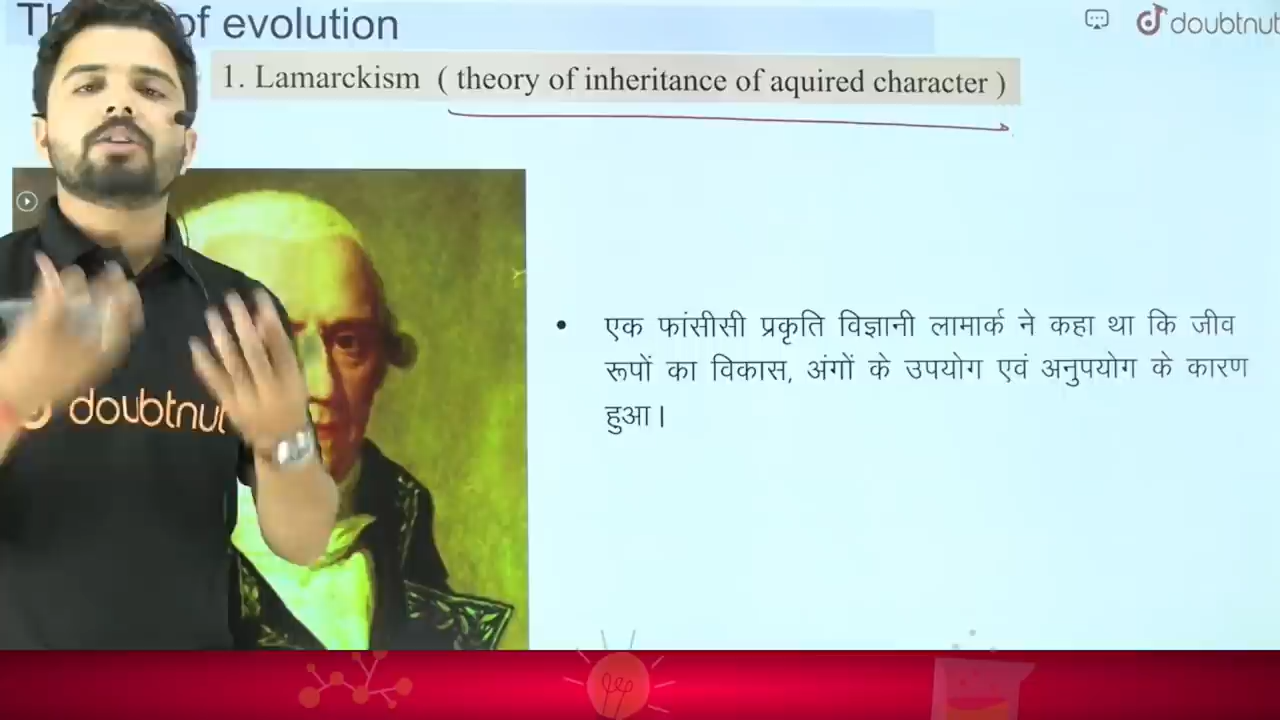 of evolution
doubtnut
1. Lamarckism ( theory of inheritance of aquired character )
• एक फांसीसी प्रकृति विज्ञानी लामार्क ने कहा था कि जीव
रूपों का विकास, अंगों के उपयोग एवं अनुपयोग के कारण
हुआ।
doubtnut